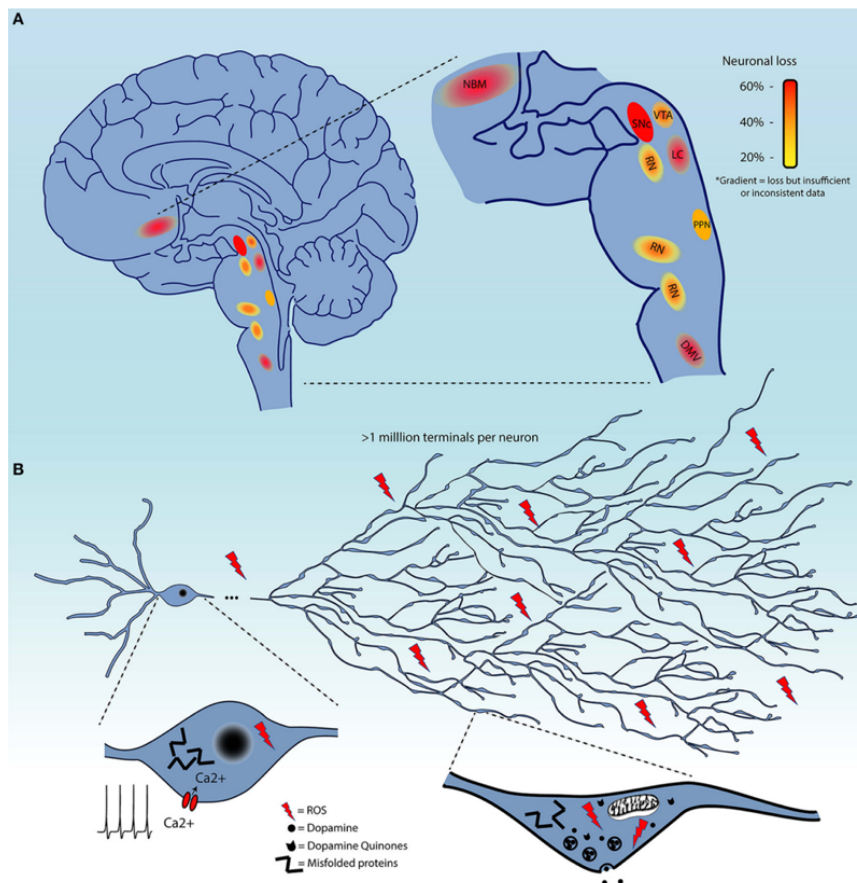 A
Neuronal loss
60% -
40% -
20% -
*Gradient = loss but insufficient
or inconsistent data
NBM
SNc
VTA
LC
RN
PPN
RN
RN
DMV
>1 milllion terminals per neuron
B
Ca2+
Ca2+
= ROS
= Dopamine
= Dopamine Quinones
= Misfolded proteins